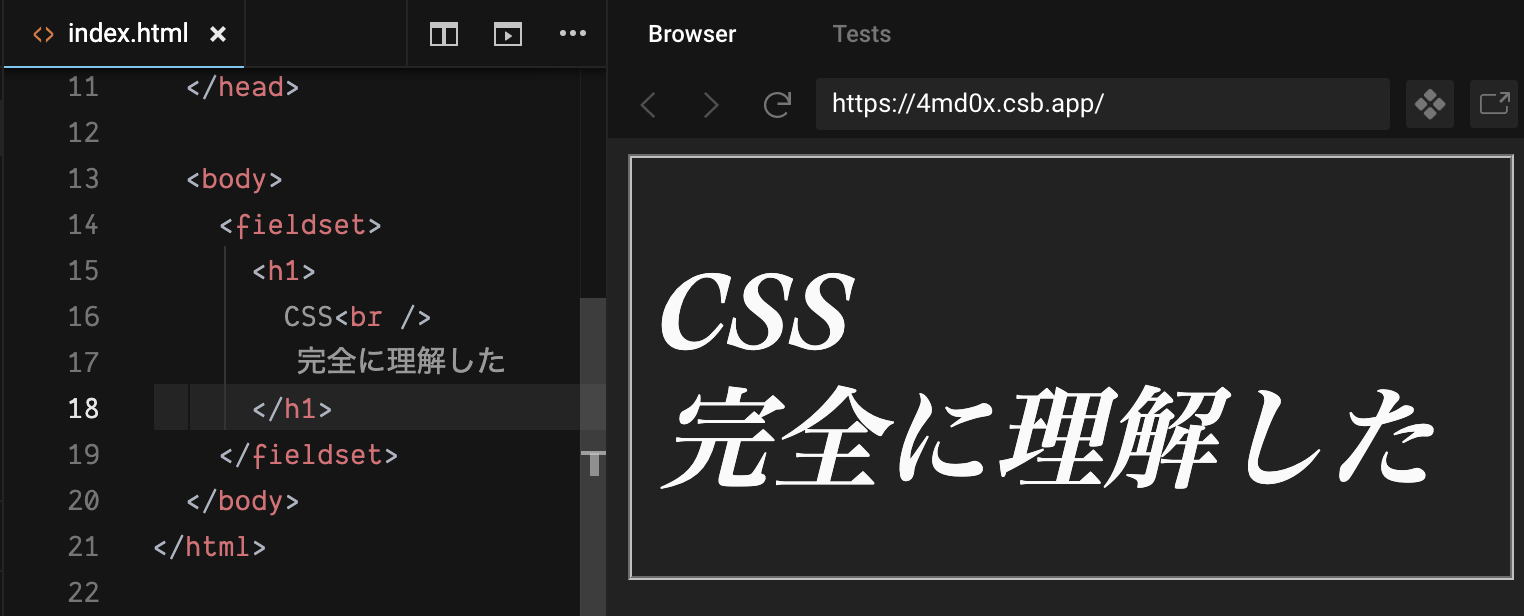 index.html
11 </head>
12
13 <body>
14 <fieldset>
15 <h1>
16 CSS<br />
17 完全に理解した
18 </h1>
19 </fieldset>
20 </body>
21 </html>
22
Browser Tests
https://4md0x.csb.app/
CSS
完全に理解した